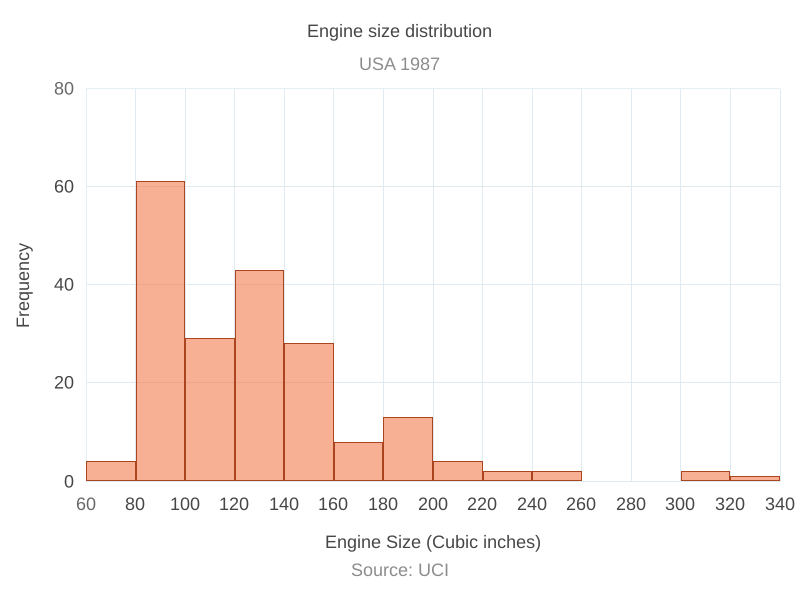 Engine size distribution
USA 1987
80
60
40
20
0
Frequency
60 80 100 120 140 160 180 200 220 240 260 280 300 320 340
Engine Size (Cubic inches)
Source: UCI